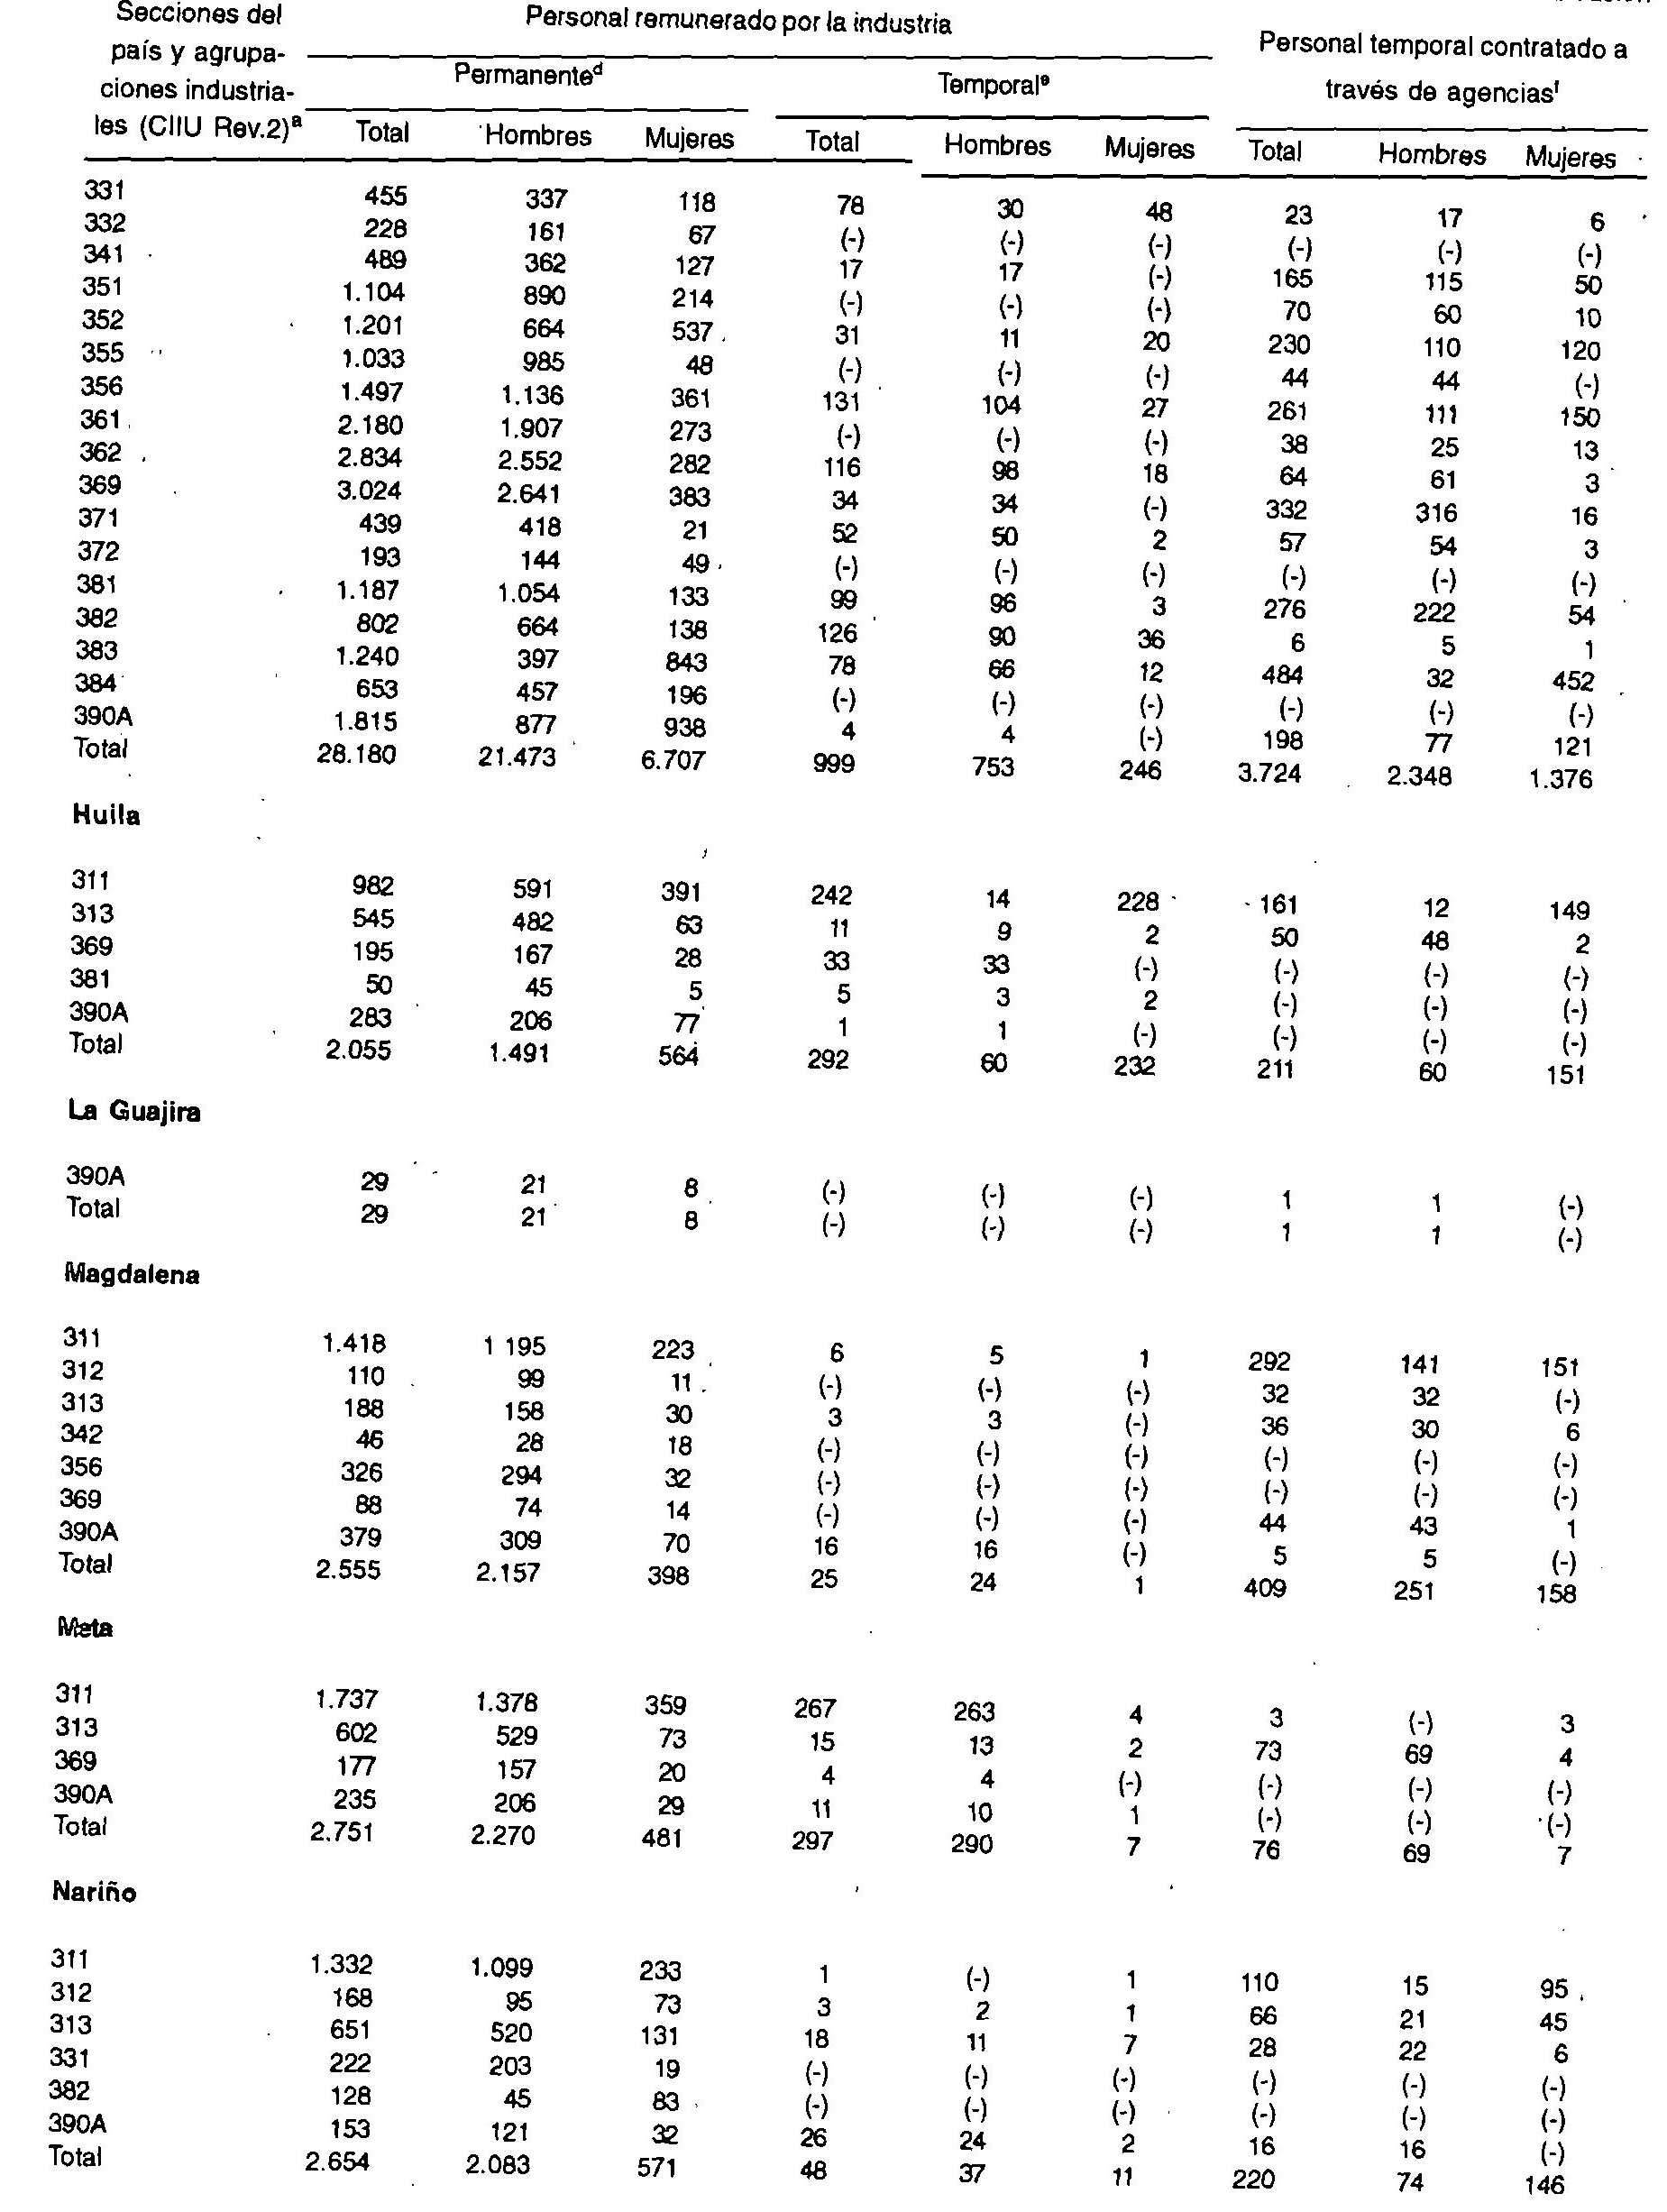 Secciones del país y agrupaciones industriales (CIIU Rev.2)ª
Personal remunerado por la industria
Personal temporal contratado a
través de agenciasᶠ
Permanenteᵈ Temporalᵉ
Total Hombres Mujeres Total Hombres Mujeres Total Hombres Mujeres
331 455 337 118 78 30 48 23 17 6
332 228 161 67 (-) (-) (-) (-) (-) (-)
341 489 362 127 17 17 (-) 165 115 50
351 1.104 890 214 (-) (-) (-) 70 60 10
352 1.201 664 537 31 11 20 230 110 120
355 1.033 985 48 (-) (-) (-) 44 44 (-)
356 1.497 1.136 361 131 104 27 261 111 150
361 2.180 1.907 273 (-) (-) (-) 38 25 13
362 2.834 2.552 282 116 98 18 64 61 3
369 3.024 2.641 383 34 34 (-) 332 316 16
371 439 418 21 52 50 2 57 54 3
372 193 144 49 (-) (-) (-) (-) (-) (-)
381 1.187 1.054 133 99 96 3 276 222 54
382 802 664 138 126 90 36 6 5 1
383 1.240 397 843 78 66 12 484 32 452
384 653 457 196 (-) (-) (-) (-) (-) (-)
390A 1.815 877 938 4 4 (-) 198 77 121
Total 28.180 21.473 6.707 999 753 246 3.724 2.348 1.376
Huila
311 982 591 391 242 14 228 161 12 149
313 545 482 63 11 9 2 50 48 2
369 195 167 28 33 33 (-) (-) (-) (-)
381 50 45 5 5 3 2 (-) (-) (-)
390A 283 206 77 1 1 (-) (-) (-) (-)
Total 2.055 1.491 564 292 60 232 211 60 151
La Guajira
390A 29 21 8 (-) (-) (-) 1 1 (-)
Total 29 21 8 (-) (-) (-) 1 1 (-)
Magdalena
311 1.418 1 195 223 6 5 1 292 141 151
312 110 99 11 (-) (-) (-) 32 32 (-)
313 188 158 30 3 3 (-) 36 30 6
342 46 28 18 (-) (-) (-) (-) (-) (-)
356 326 294 32 (-) (-) (-) (-) (-) (-)
369 88 74 14 (-) (-) (-) 44 43 1
390A 379 309 70 16 16 (-) 5 5 (-)
Total 2.555 2.157 398 25 24 1 409 251 158
Meta
311 1.737 1.378 359 267 263 4 3 (-) 3
313 602 529 73 15 13 2 73 69 4
369 177 157 20 4 4 (-) (-) (-) (-)
390A 235 206 29 11 10 1 (-) (-) (-)
Total 2.751 2.270 481 297 290 7 76 69 7
Nariño
311 1.332 1.099 233 1 (-) 1 110 15 95
312 168 95 73 3 2 1 66 21 45
313 651 520 131 18 11 7 28 22 6
331 222 203 19 (-) (-) (-) (-) (-) (-)
382 128 45 83 (-) (-) (-) (-) (-) (-)
390A 153 121 32 26 24 2 16 16 (-)
Total 2.654 2.083 571 48 37 11 220 74 146